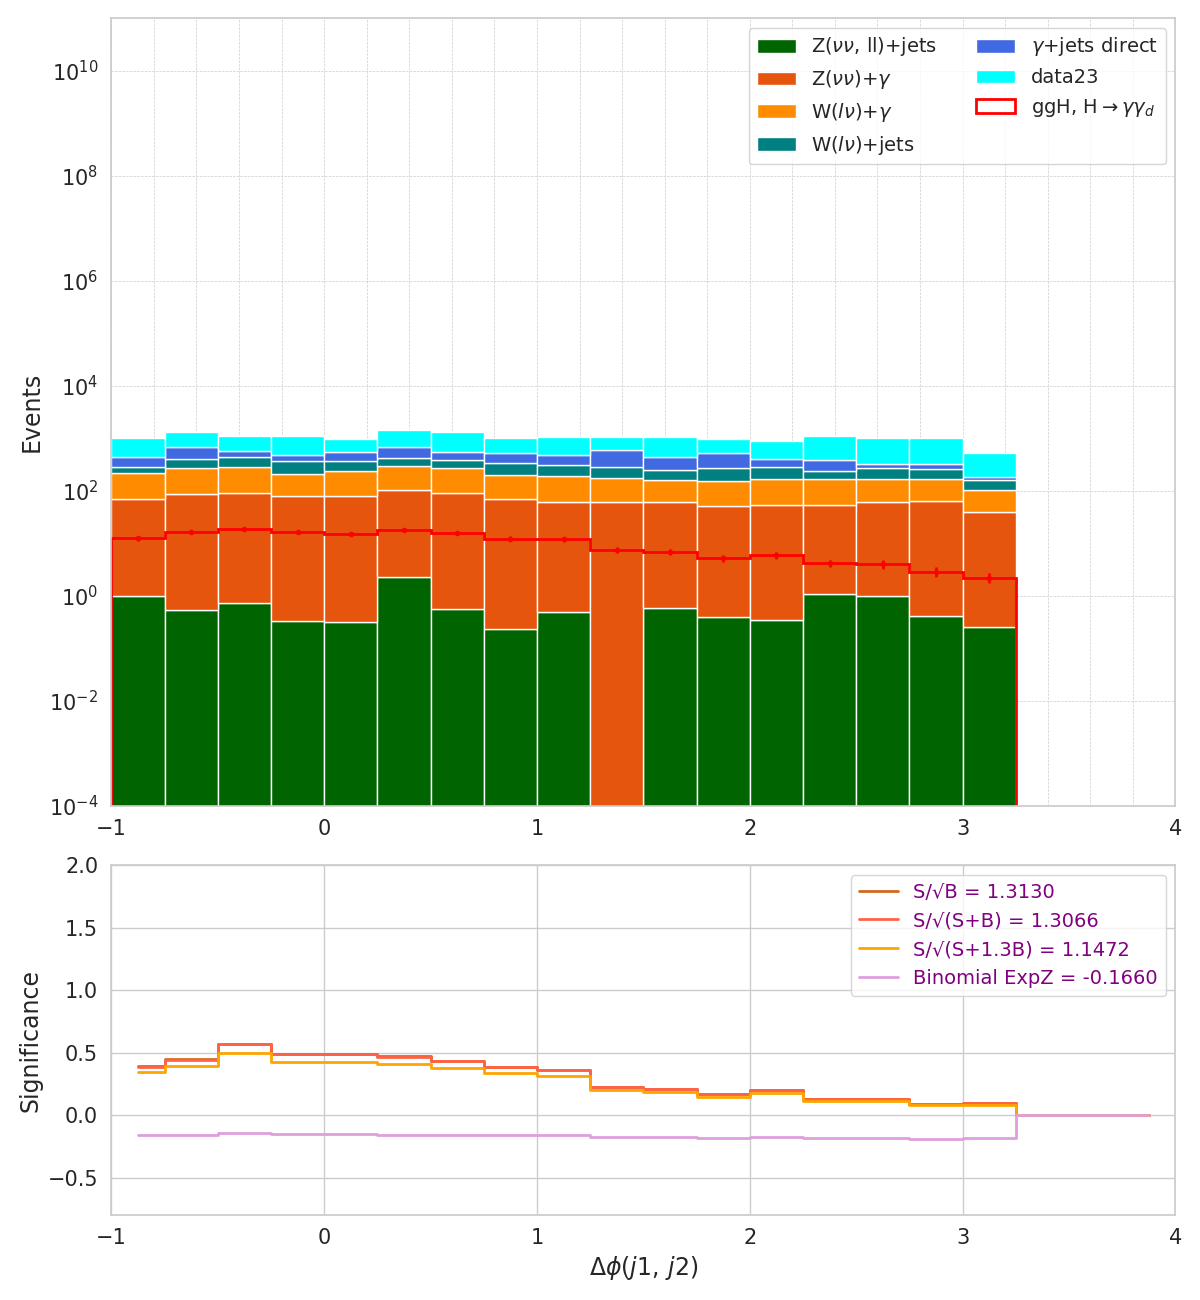 Z(νν, ll)+jets
Z(νν)+γ
W(lν)+γ
W(lν)+jets
γ+jets direct
data23
ggH, H→γγ_d
Events
10^10
10^8
10^6
10^4
10^2
10^0
10^−2
10^−4
−1 0 1 2 3 4
S/√B = 1.3130
S/√(S+B) = 1.3066
S/√(S+1.3B) = 1.1472
Binomial ExpZ = -0.1660
Significance
2.0
1.5
1.0
0.5
0.0
−0.5
−1 0 1 2 3 4
Δϕ(j1, j2)